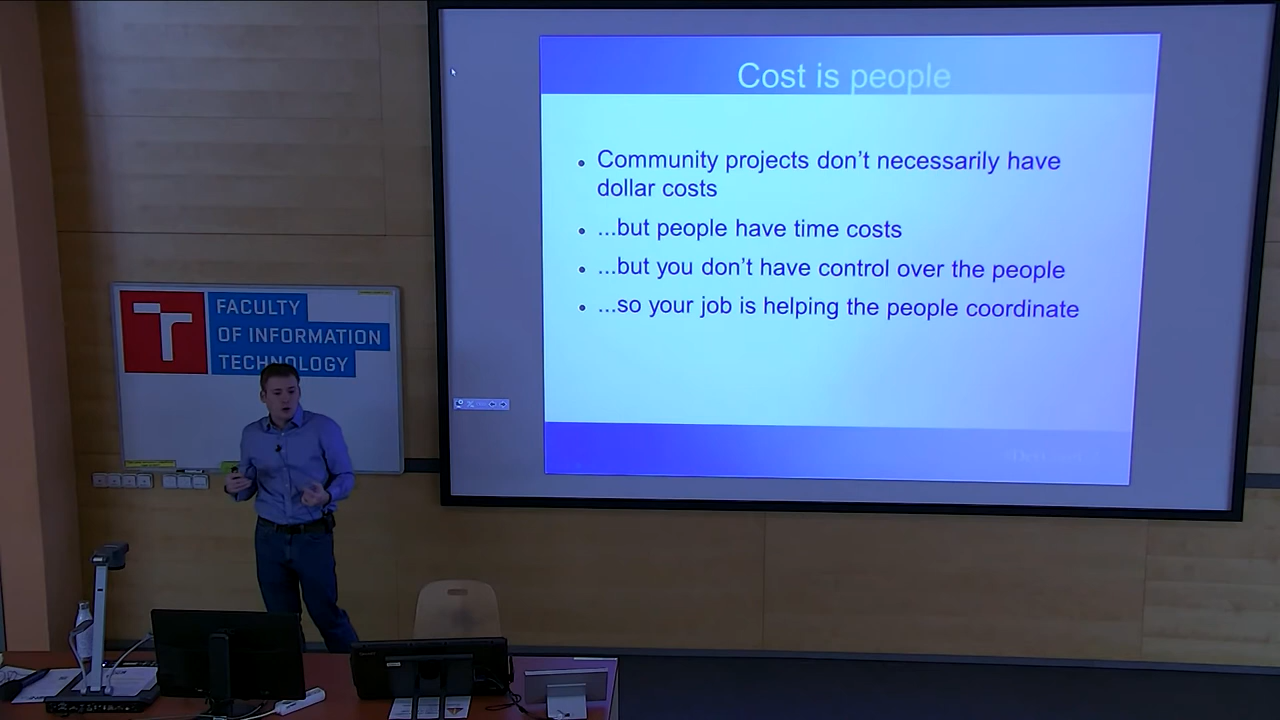 Cost is people
• Community projects don't necessarily have
dollar costs
• ...but people have time costs
• ...but you don't have control over the people
• ...so your job is helping the people coordinate
FACULTY
OF INFORMATION
TECHNOLOGY